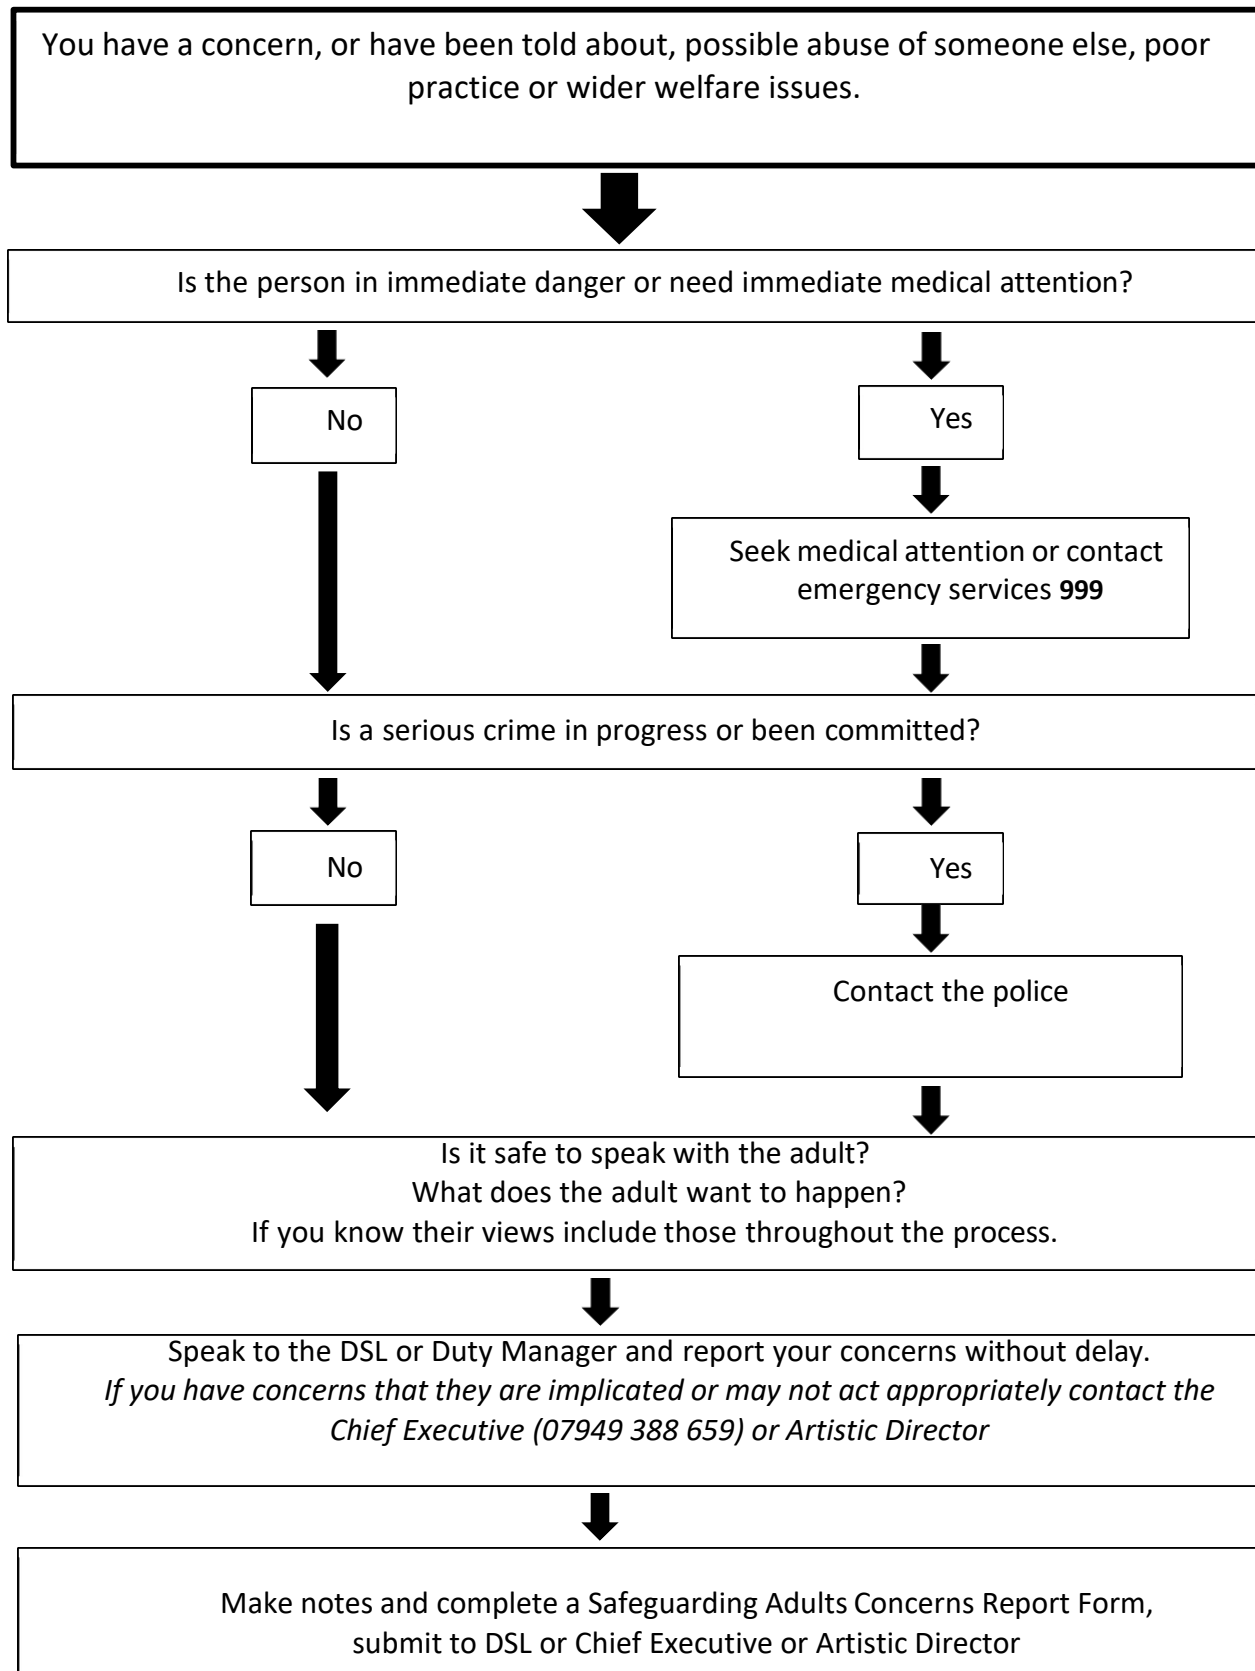 You have a concern, or have been told about, possible abuse of someone else, poor
practice or wider welfare issues.
Is the person in immediate danger or need immediate medical attention?
No
Yes
Seek medical attention or contact
emergency services 999
Is a serious crime in progress or been committed?
No
Yes
Contact the police
Is it safe to speak with the adult?
What does the adult want to happen?
If you know their views include those throughout the process.
Speak to the DSL or Duty Manager and report your concerns without delay.
If you have concerns that they are implicated or may not act appropriately contact the
Chief Executive (07949 388 659) or Artistic Director
Make notes and complete a Safeguarding Adults Concerns Report Form,
submit to DSL or Chief Executive or Artistic Director